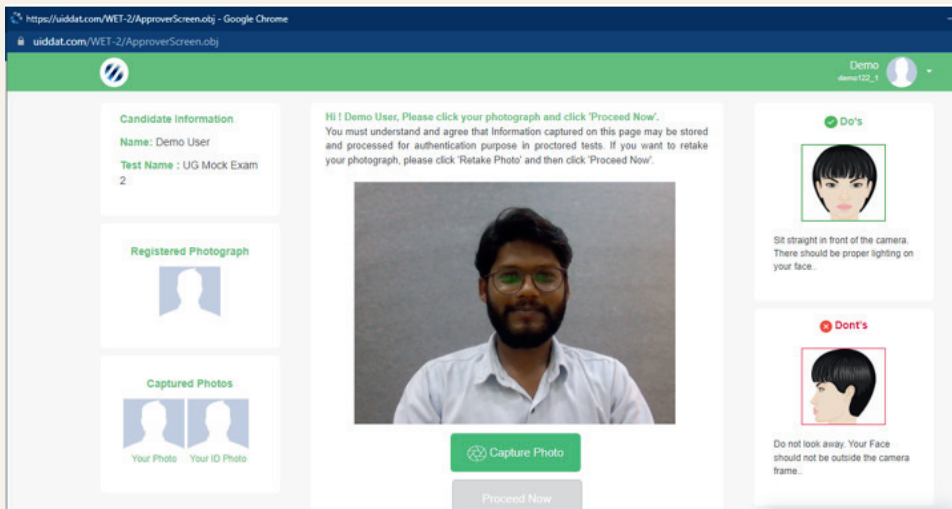 https://uiddat.com/WET-2/ApproverScreen.obj - Google Chrome
uiddat.com/WET-2/ApproverScreen.obj
Demo
demo122_1
Candidate Information
Name: Demo User
Test Name : UG Mock Exam
2
Registered Photograph
Captured Photos
Your Photo Your ID Photo
Hi ! Demo User, Please click your photograph and click 'Proceed Now'.
You must understand and agree that Information captured on this page may be stored
and processed for authentication purpose in proctored tests. If you want to retake
your photograph, please click 'Retake Photo' and then click 'Proceed Now'.
Capture Photo
Proceed Now
Do's
Sit straight in front of the camera.
There should be proper lighting on
your face..
Dont's
Do not look away. Your Face
should not be outside the camera
frame..